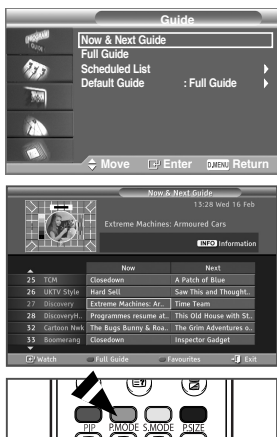 Guide
Now & Next Guide
Full Guide
Scheduled List
Default Guide : Full Guide
Move Enter D.MENU Return
Now & Next Guide
13:28 Wed 16 Feb
Extreme Machines: Armoured Cars
INFO Information
Now Next
25 TCM Closedown A Patch of Blue
26 UKTV Style Hard Sell Saw This and Thought..
27 Discovery Extreme Machines: Ar.. Time Team
28 DiscoveryH.. Programmes resume at.. This Old House with St..
32 Cartoon Nwk The Bugs Bunny & Roa.. The Grim Adventures o..
33 Boomerang Closedown Inspector Gadget
Watch Full Guide Favourites Exit
PIP P.MODE S.MODE P.SIZE